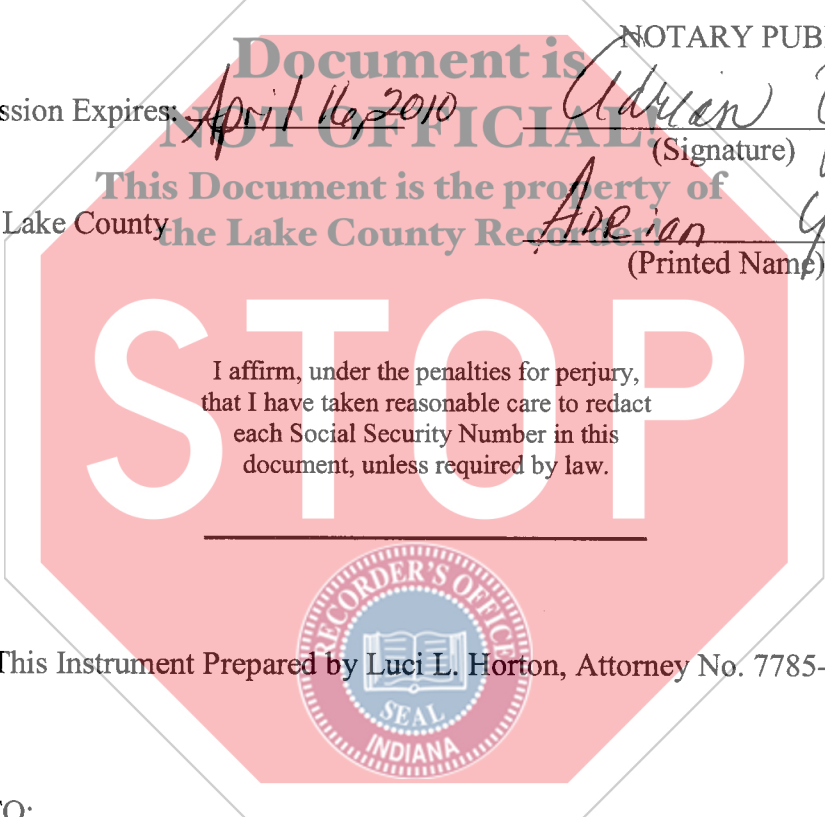 NOTARY PUB
Document is
ssion Expires: April 16, 2010
Adrian
NOT OFFICIAL!
(Signature)
This Document is the property of
Lake County
the Lake County Recorder!
Adrian
(Printed Name)
STOP
I affirm, under the penalties for perjury,
that I have taken reasonable care to redact
each Social Security Number in this
document, unless required by law.
RECORDER'S OFFICE
This Instrument Prepared by Luci L. Horton, Attorney No. 7785-
SEAL
INDIANA
TO: